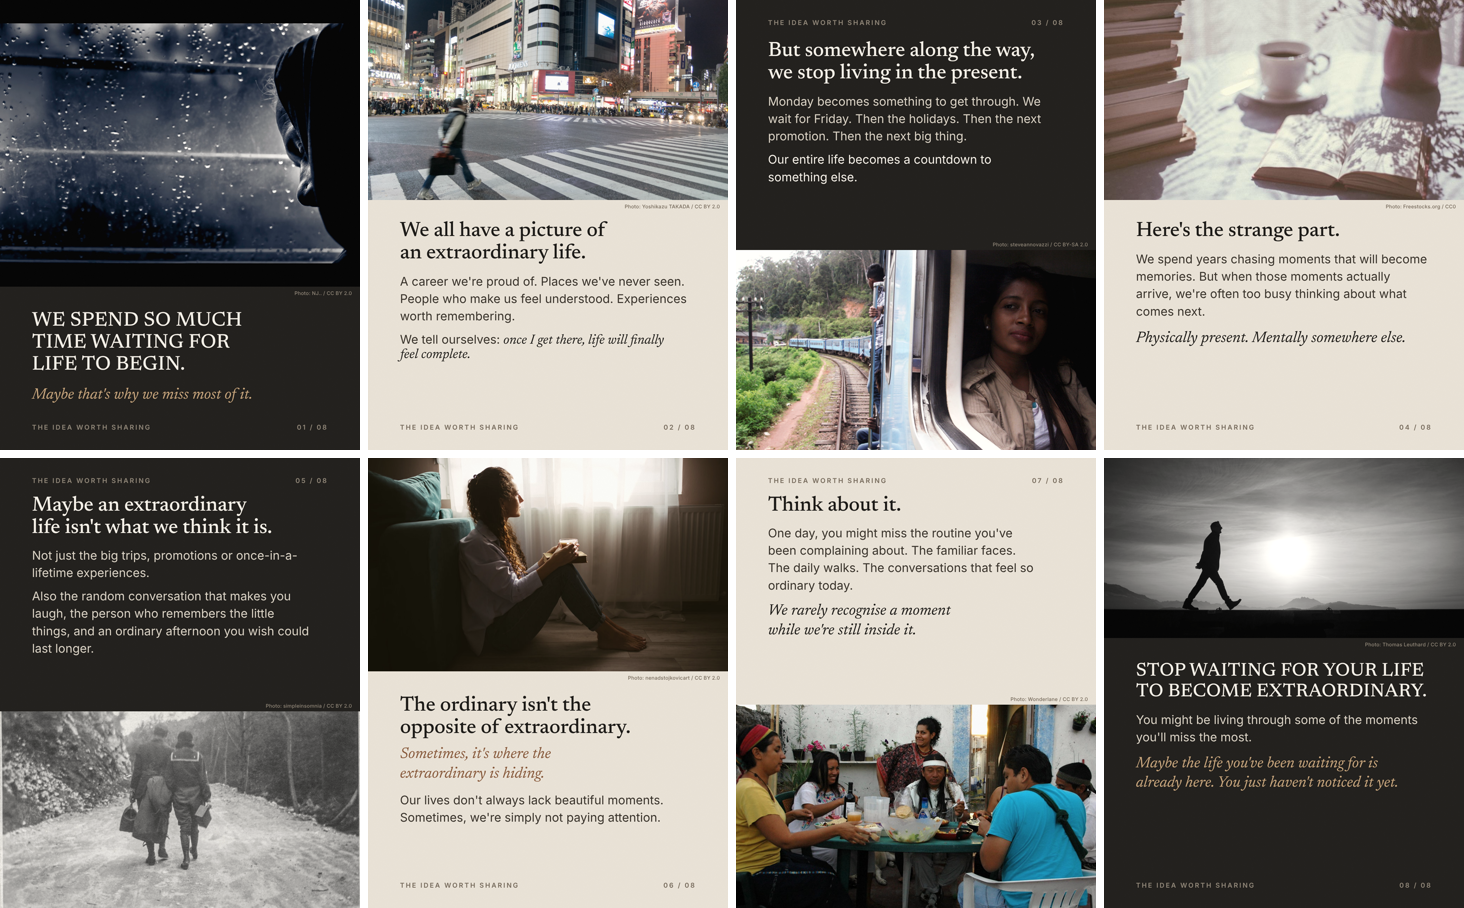 Photo: N.i.. / CC BY 2.0
WE SPEND SO MUCH
TIME WAITING FOR
LIFE TO BEGIN.
Maybe that's why we miss most of it.
THE IDEA WORTH SHARING
01 / 08
Photo: Yoshikazu TAKADA / CC BY 2.0
We all have a picture of
an extraordinary life.
A career we're proud of. Places we've never seen.
People who make us feel understood. Experiences
worth remembering.
We tell ourselves: once I get there, life will finally
feel complete.
THE IDEA WORTH SHARING
02 / 08
THE IDEA WORTH SHARING
03 / 08
But somewhere along the way,
we stop living in the present.
Monday becomes something to get through. We
wait for Friday. Then the holidays. Then the next
promotion. Then the next big thing.
Our entire life becomes a countdown to
something else.
Photo: steveannovazzi / CC BY-SA 2.0
Photo: Freestocks.org / CC0
Here's the strange part.
We spend years chasing moments that will become
memories. But when those moments actually
arrive, we're often too busy thinking about what
comes next.
Physically present. Mentally somewhere else.
THE IDEA WORTH SHARING
04 / 08
THE IDEA WORTH SHARING
05 / 08
Maybe an extraordinary
life isn't what we think it is.
Not just the big trips, promotions or once-in-a-
lifetime experiences.
Also the random conversation that makes you
laugh, the person who remembers the little
things, and an ordinary afternoon you wish could
last longer.
Photo: simpleinsomnia / CC BY 2.0
Photo: nenadstojkovicart / CC BY 2.0
The ordinary isn't the
opposite of extraordinary.
Sometimes, it's where the
extraordinary is hiding.
Our lives don't always lack beautiful moments.
Sometimes, we're simply not paying attention.
THE IDEA WORTH SHARING
06 / 08
THE IDEA WORTH SHARING
07 / 08
Think about it.
One day, you might miss the routine you've
been complaining about. The familiar faces.
The daily walks. The conversations that feel so
ordinary today.
We rarely recognise a moment
while we're still inside it.
Photo: Wonderlane / CC BY 2.0
Photo: Thomas Leuthard / CC BY 2.0
STOP WAITING FOR YOUR LIFE
TO BECOME EXTRAORDINARY.
You might be living through some of the moments
you'll miss the most.
Maybe the life you've been waiting for is
already here. You just haven't noticed it yet.
THE IDEA WORTH SHARING
08 / 08